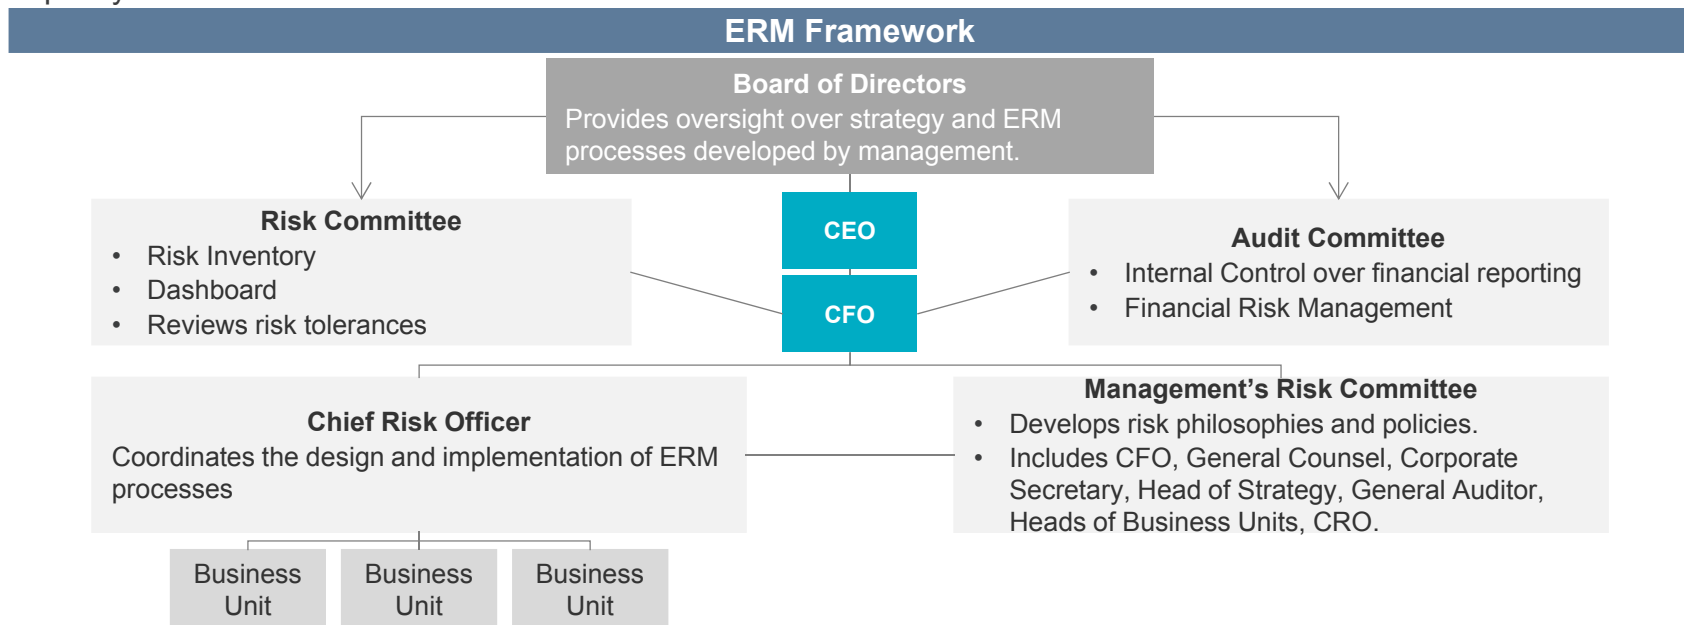 ERM Framework
Board of Directors
Provides oversight over strategy and ERM
processes developed by management.
Risk Committee
• Risk Inventory
• Dashboard
• Reviews risk tolerances
CEO
CFO
Audit Committee
• Internal Control over financial reporting
• Financial Risk Management
Chief Risk Officer
Coordinates the design and implementation of ERM
processes
Management’s Risk Committee
• Develops risk philosophies and policies.
• Includes CFO, General Counsel, Corporate
Secretary, Head of Strategy, General Auditor,
Heads of Business Units, CRO.
Business
Unit
Business
Unit
Business
Unit